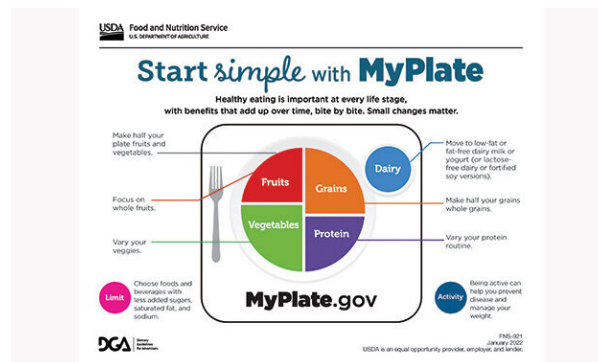 USDA Food and Nutrition Service
U.S. DEPARTMENT OF AGRICULTURE
Start simple with MyPlate
Healthy eating is important at every life stage,
with benefits that add up over time, bite by bite. Small changes matter.
Make half your
plate fruits and
vegetables.
Focus on
whole fruits.
Vary your
veggies.
Fruits
Grains
Vegetables
Protein
Dairy
Move to low-fat or
fat-free dairy milk or
yogurt (or lactose-
free dairy or fortified
soy versions).
Make half your grains
whole grains.
Vary your protein
routine.
Limit
Choose foods and
beverages with
less added sugars,
saturated fat, and
sodium.
MyPlate.gov
Activity
Being active can
help you prevent
disease and
manage your
weight.
DGA Dietary
Guidelines
for Americans
FNS-921
January 2022
USDA is an equal opportunity provider, employer, and lender.